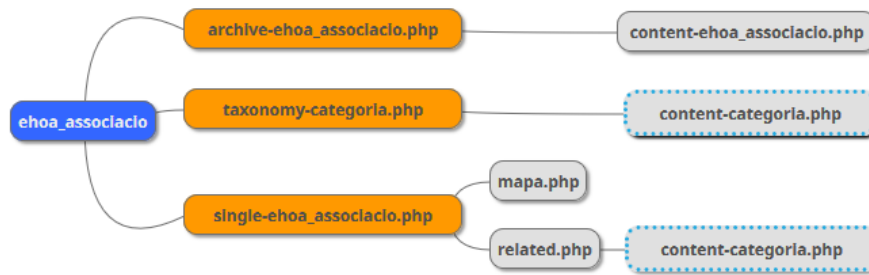 archive-ehoa_associacio.php
content-ehoa_associacio.php
ehoa_associacio
taxonomy-categoria.php
content-categoria.php
single-ehoa_associacio.php
mapa.php
related.php
content-categoria.php